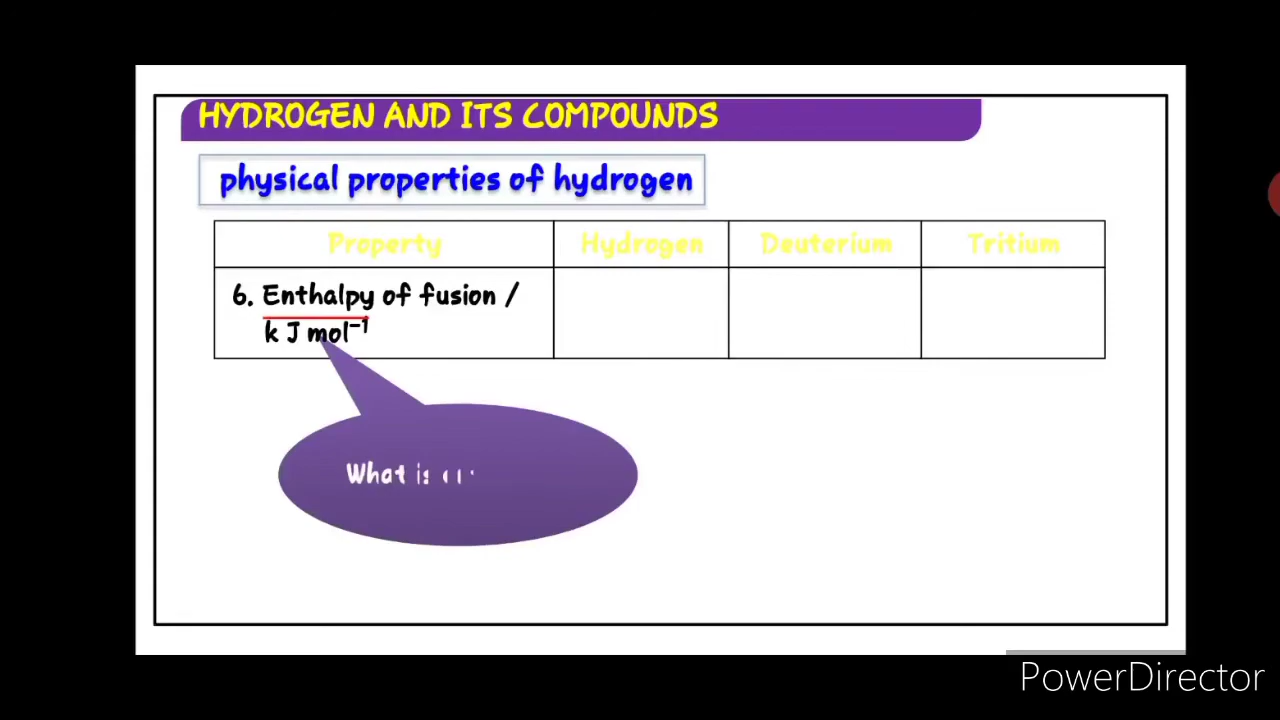 HYDROGEN AND ITS COMPOUNDS
physical properties of hydrogen
Property Hydrogen Deuterium Tritium
6. Enthalpy of fusion /
k J mol⁻¹
What is
PowerDirector